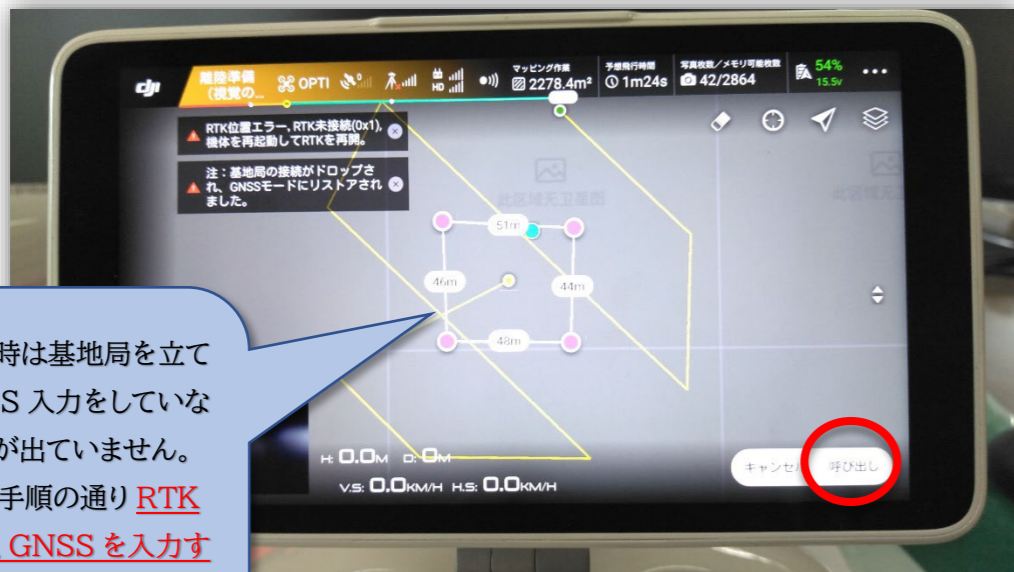 dji
離陸準備
（視覚の...
OPTI
HD
マッピング作業
2278.4m²
予想飛行時間
1m24s
写真枚数／メモリ可能枚数
42/2864
54%
15.5v
RTK位置エラー，RTK未接続(0x1)，
機体を再起動してRTKを再開。
注：基地局の接続がドロップさ
れ、GNSSモードにリストアされ
ました。
此区域无卫星图
此区域无卫
51m
46m
44m
48m
時は基地局を立て
S 入力をしていな
が出ていません。
手順の通り RTK
GNSS を入力す
H: 0.0M D: 0M
V.S: 0.0KM/H H.S: 0.0KM/H
キャンセル
呼び出し